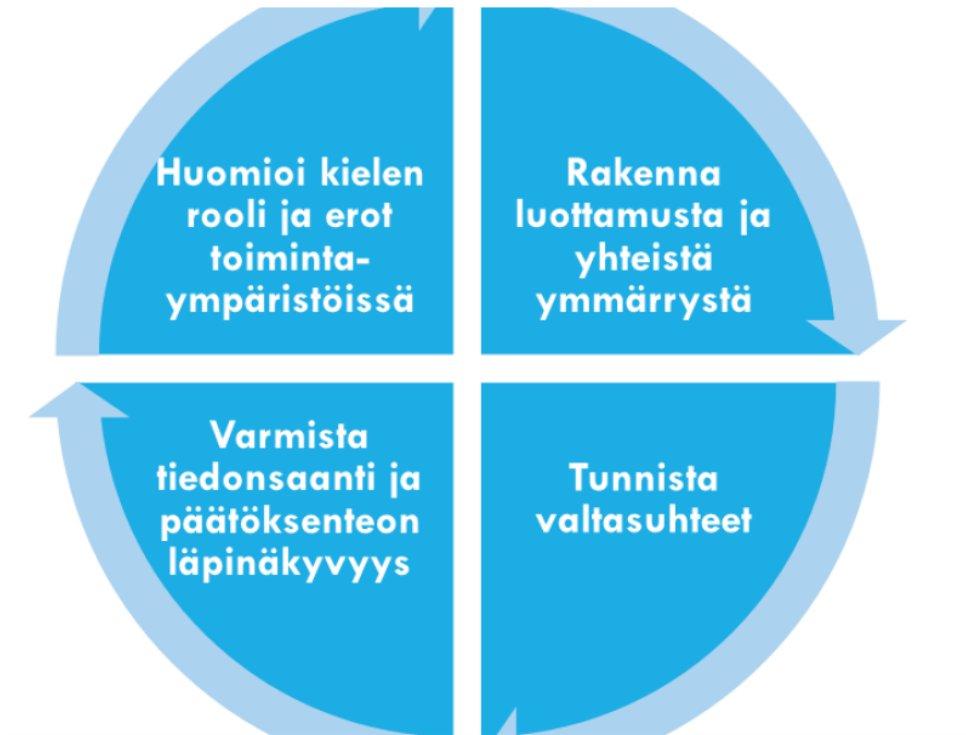 Huomioi kielen
rooli ja erot
toiminta-
ympäristöissä
Rakenna
luottamusta ja
yhteistä
ymmärrystä
Varmista
tiedonsaanti ja
päätöksenteon
läpinäkyvyys
Tunnista
valtasuhteet